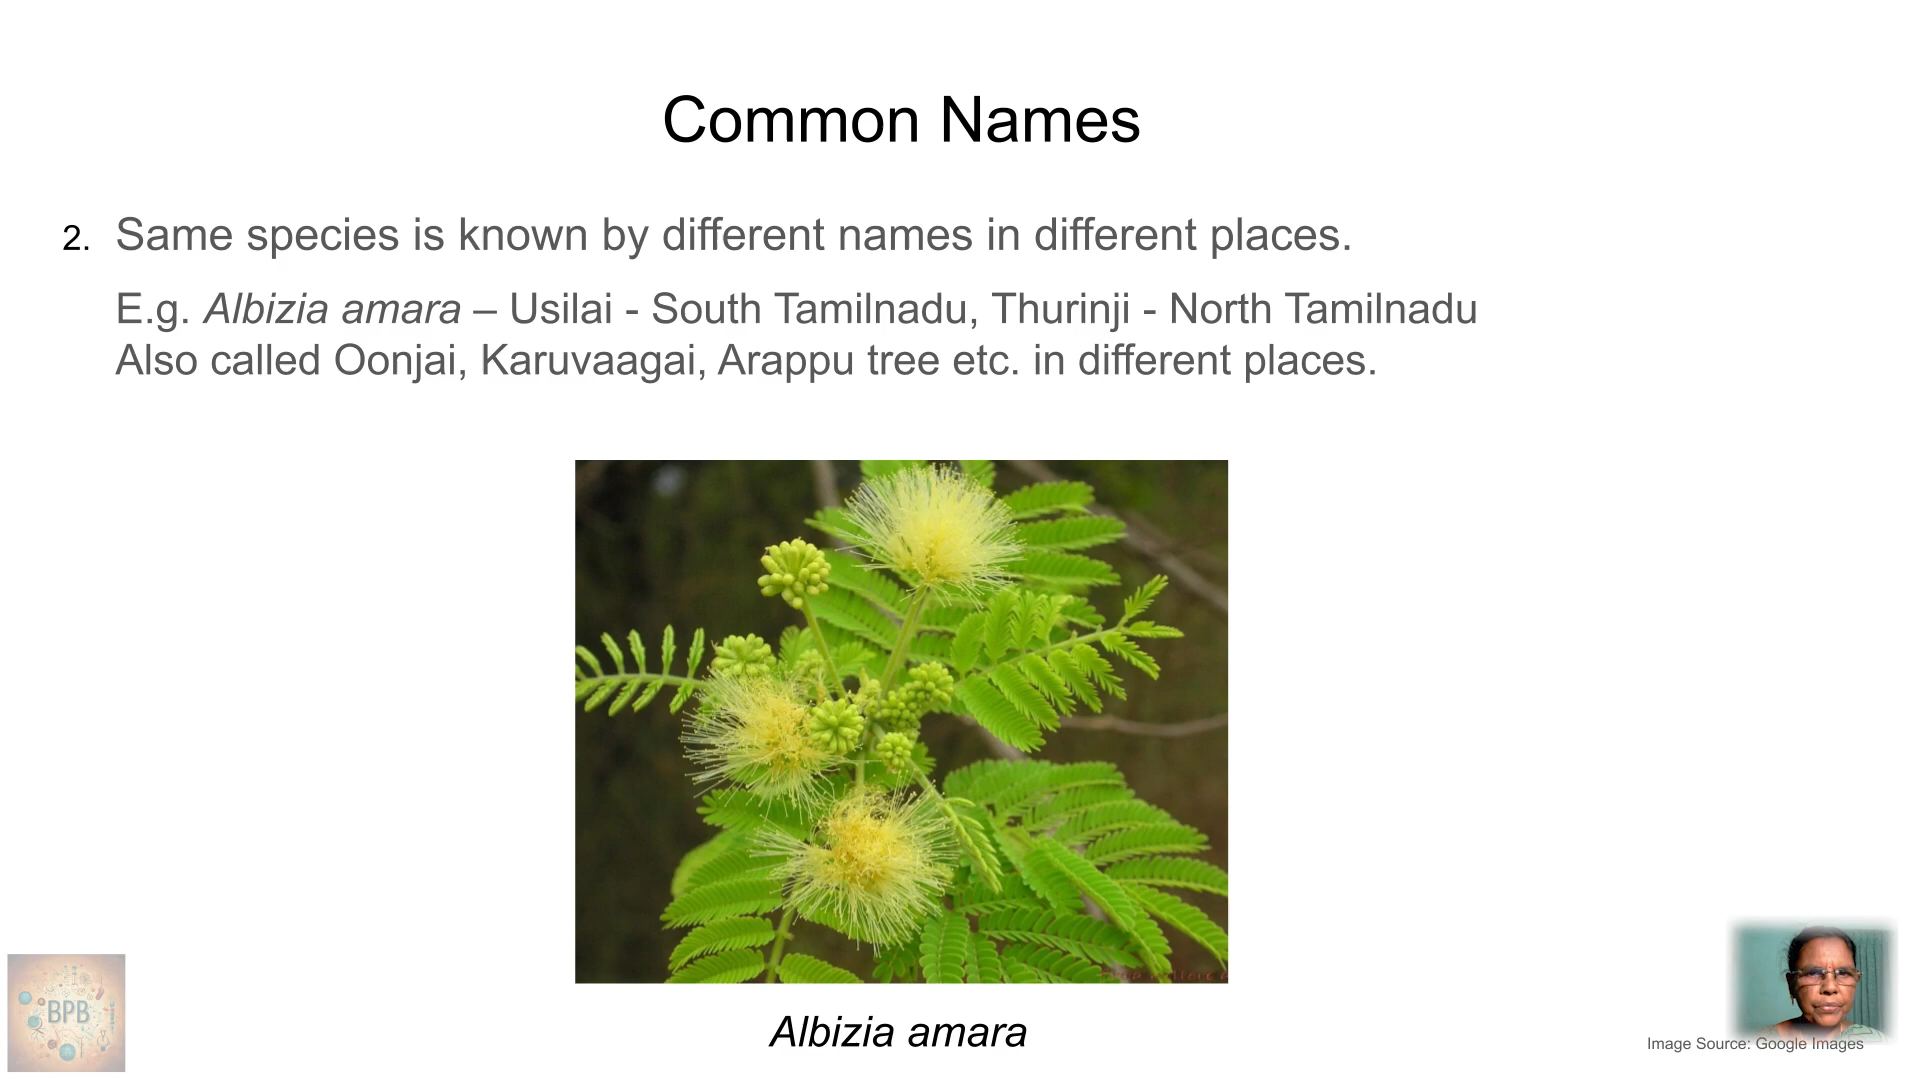 Common Names
2. Same species is known by different names in different places.
E.g. Albizia amara – Usilai - South Tamilnadu, Thurinji - North Tamilnadu
Also called Oonjai, Karuvaagai, Arappu tree etc. in different places.
Albizia amara
BPB
Image Source: Google Images